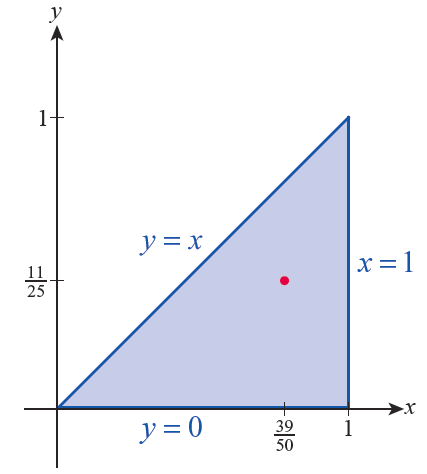 y
1
y = x
11/25
x = 1
y = 0
39/50
1
x